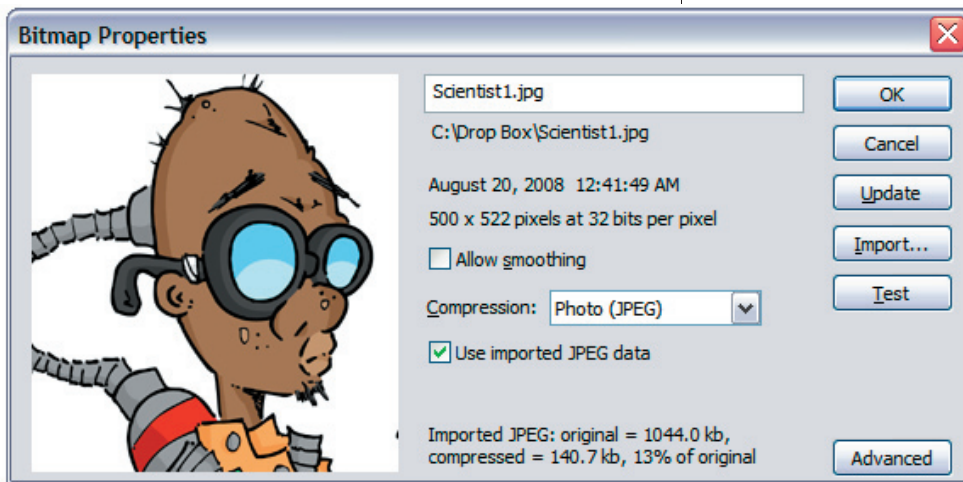 Bitmap Properties
Scientist1.jpg
OK
C:\Drop Box\Scientist1.jpg
Cancel
August 20, 2008  12:41:49 AM
Update
500 x 522 pixels at 32 bits per pixel
Import...
Allow smoothing
Test
Compression: Photo (JPEG)
Use imported JPEG data
Imported JPEG: original = 1044.0 kb,
compressed = 140.7 kb, 13% of original
Advanced